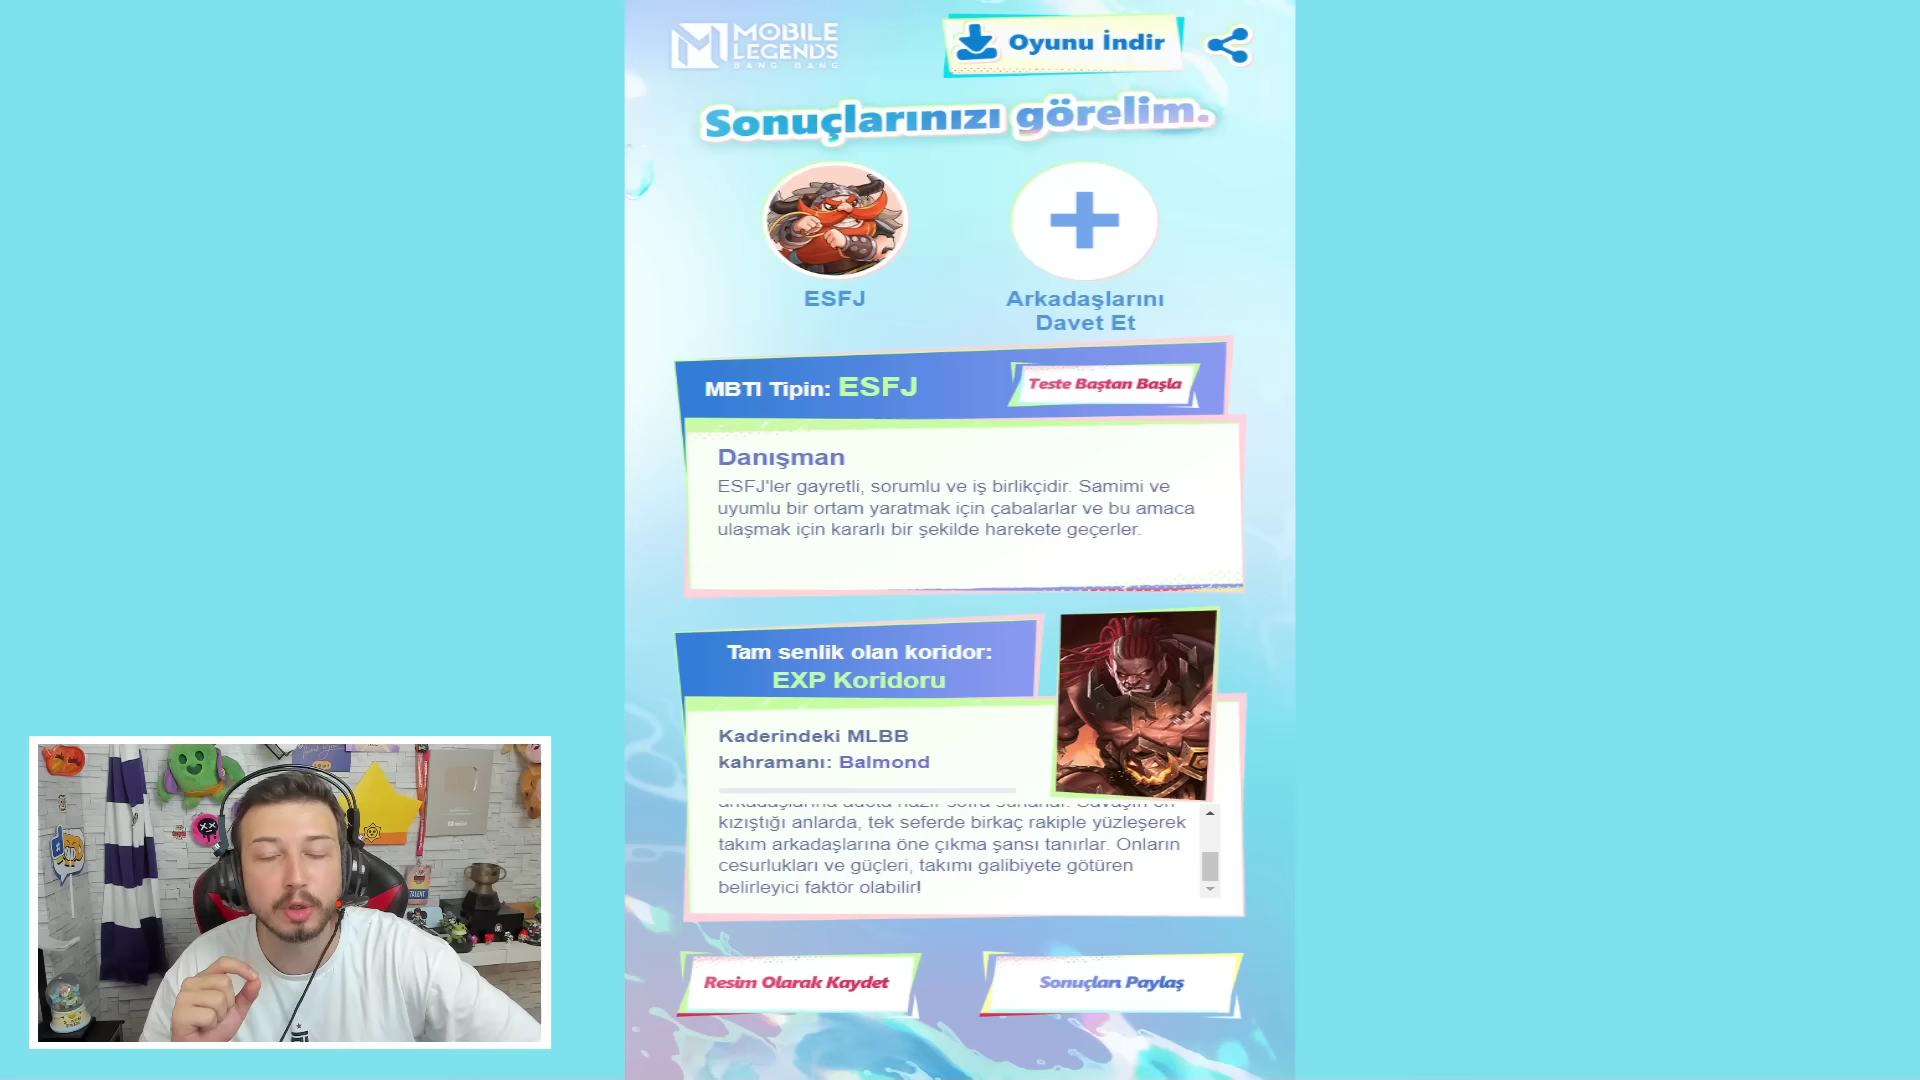 MOBILE
LEGENDS
BANG BANG
Oyunu İndir
Sonuçlarınızı görelim.
ESFJ
Arkadaşlarını
Davet Et
MBTI Tipin: ESFJ
Teste Baştan Başla
Danışman
ESFJ'ler gayretli, sorumlu ve iş birlikçidir. Samimi ve
uyumlu bir ortam yaratmak için çabalarlar ve bu amaca
ulaşmak için kararlı bir şekilde harekete geçerler.
Tam senlik olan koridor:
EXP Koridoru
Kaderindeki MLBB
kahramanı: Balmond
kızıştığı anlarda, tek seferde birkaç rakiple yüzleşerek
takım arkadaşlarına öne çıkma şansı tanırlar. Onların
cesurlukları ve güçleri, takımı galibiyete götüren
belirleyici faktör olabilir!
Resim Olarak Kaydet
Sonuçları Paylaş
TALENT